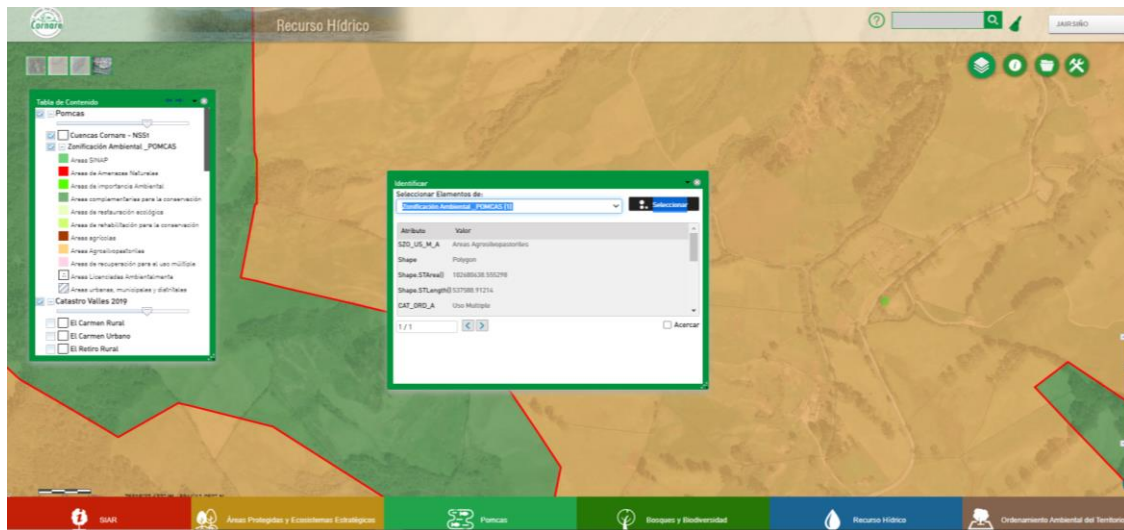 Cornare
Recurso Hídrico
?
JAIRSIÑO
Tabla de Contenido
Pomcas
Cuencas Cornare - NSS1
Zonificación Ambiental _POMCAS
Areas SINAP
Areas de Amenazas Naturales
Areas de importancia Ambiental
Areas complementarias para la conservación
Areas de restauración ecológica
Areas de rehabilitación para la conservación
Areas agrícolas
Areas Agrosilvopastoriles
Areas de recuperación para el uso múltiple
Areas Licenciadas Ambientalmente
Areas urbanas, municipales y distritales
Catastro Valles 2019
El Carmen Rural
El Carmen Urbano
El Retiro Rural
Identificar
Seleccionar Elementos de:
Zonificación Ambiental _POMCAS (1)
Seleccionar
Atributo Valor
SZO_US_M_A Areas Agrosilvopastoriles
Shape Polygon
Shape.STArea() 102480438.555298
Shape.STLength() 537588.91214
CAT_ORD_A Uso Multiple
1 / 1
Acercar
SIAR
Áreas Protegidas y Ecosistemas Estratégicos
Pomcas
Bosques y Biodiversidad
Recurso Hídrico
Ordenamiento Ambiental del Territorio